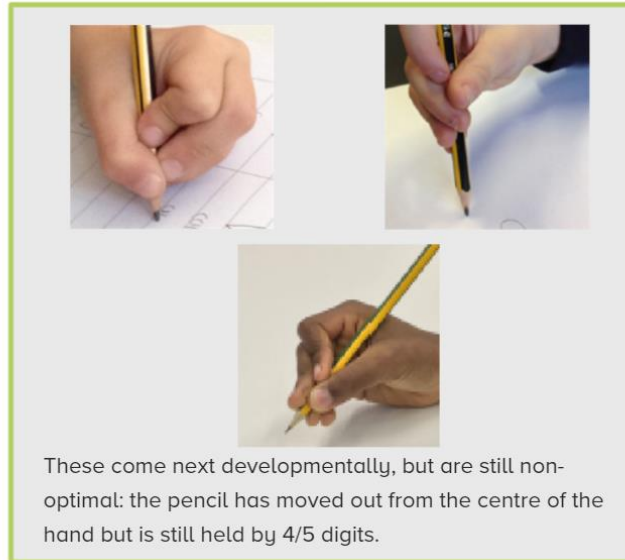 These come next developmentally, but are still non-
optimal: the pencil has moved out from the centre of the
hand but is still held by 4/5 digits.